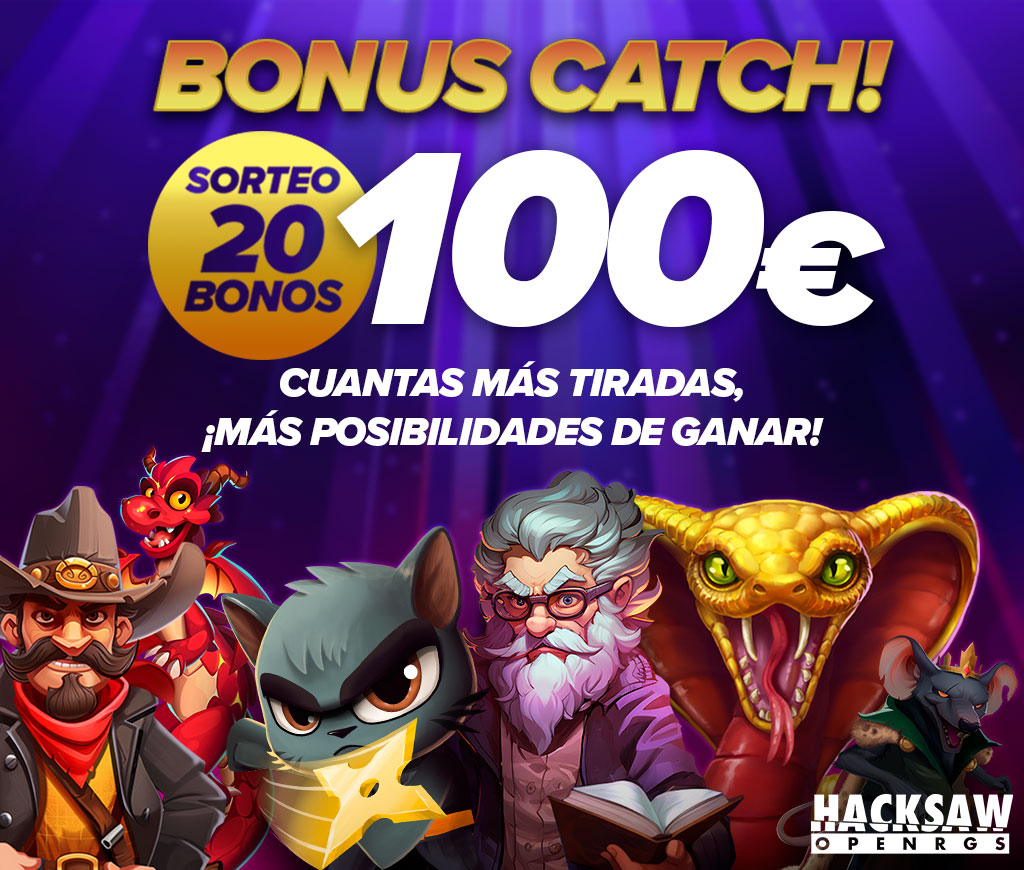 BONUS CATCH!
SORTEO
20
BONOS
100€
CUANTAS MÁS TIRADAS,
¡MÁS POSIBILIDADES DE GANAR!
HACKSAW
OPENRGS